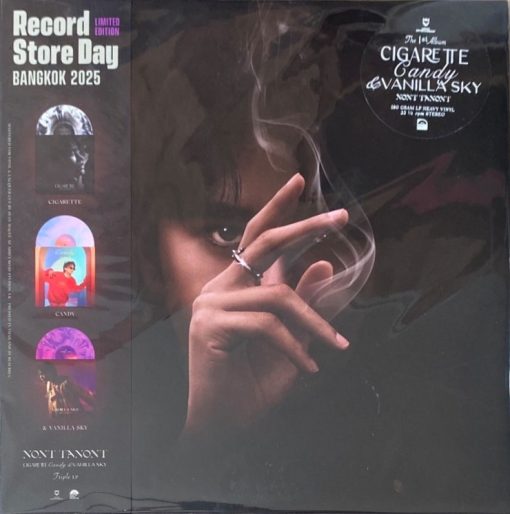 Record
Store Day
LIMITED
EDITION
BANGKOK 2025
CIGARETTE
CANDY
& VANILLA SKY
NONT TANONT
CIGARETTE Candy & VANILLA SKY
Triple LP
The 1st Album
CIGARETTE
Candy
& VANILLA SKY
NONT TANONT
180 GRAM LP HEAVY VINYL
33 ⅓ rpm STEREO